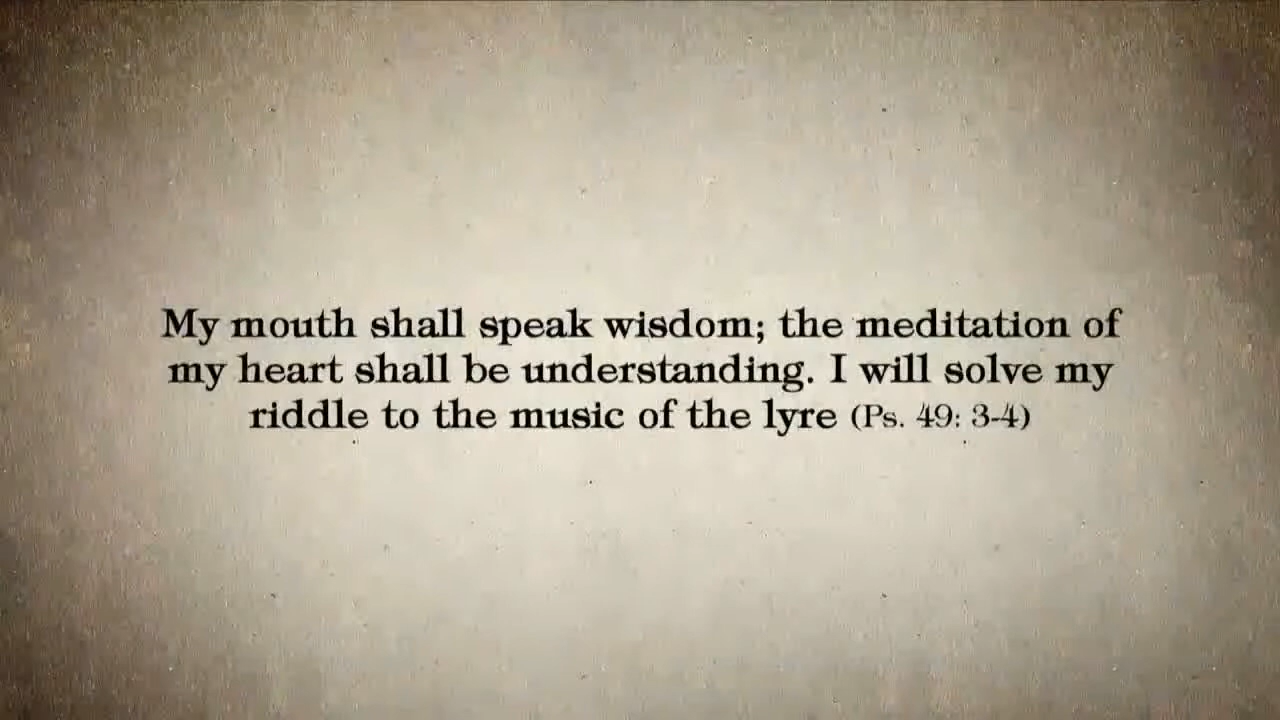 My mouth shall speak wisdom; the meditation of
my heart shall be understanding. I will solve my
riddle to the music of the lyre (Ps. 49: 3-4)